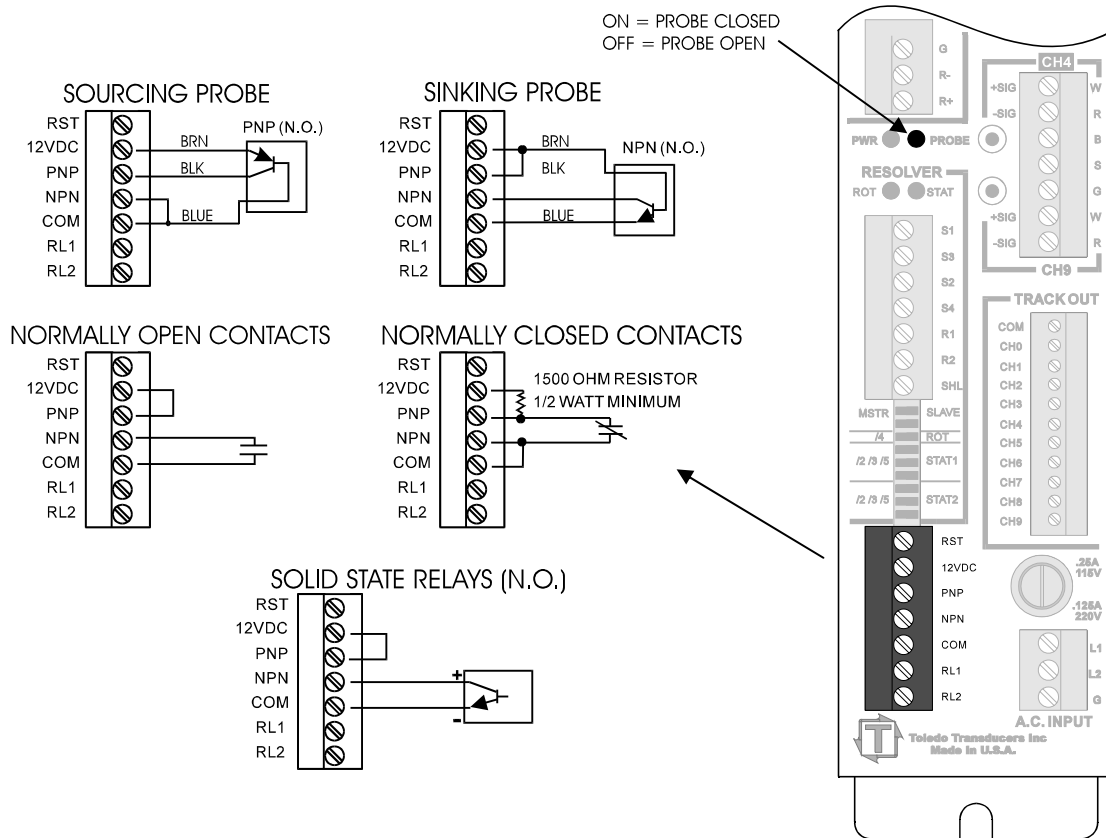 ON = PROBE CLOSED
OFF = PROBE OPEN
SOURCING PROBE
RST
12VDC
PNP
NPN
COM
RL1
RL2
BRN
BLK
BLUE
PNP (N.O.)
SINKING PROBE
RST
12VDC
PNP
NPN
COM
RL1
RL2
BRN
BLK
BLUE
NPN (N.O.)
NORMALLY OPEN CONTACTS
RST
12VDC
PNP
NPN
COM
RL1
RL2
NORMALLY CLOSED CONTACTS
RST
12VDC
PNP
NPN
COM
RL1
RL2
1500 OHM RESISTOR
1/2 WATT MINIMUM
SOLID STATE RELAYS (N.O.)
RST
12VDC
PNP
NPN
COM
RL1
RL2
+
-
G
R-
R+
PWR PROBE
RESOLVER
ROT STAT
S1
S3
S2
S4
R1
R2
SHL
MSTR SLAVE
/4 ROT
/2 /3 /5 STAT1
/2 /3 /5 STAT2
RST
12VDC
PNP
NPN
COM
RL1
RL2
CH4
+SIG W
-SIG R
B
S
G
+SIG W
-SIG R
CH9
TRACK OUT
COM
CH0
CH1
CH2
CH3
CH4
CH5
CH6
CH7
CH8
CH9
.25A
115V
.125A
220V
L1
L2
G
A.C. INPUT
T
Toledo Transducers Inc
Made In U.S.A.